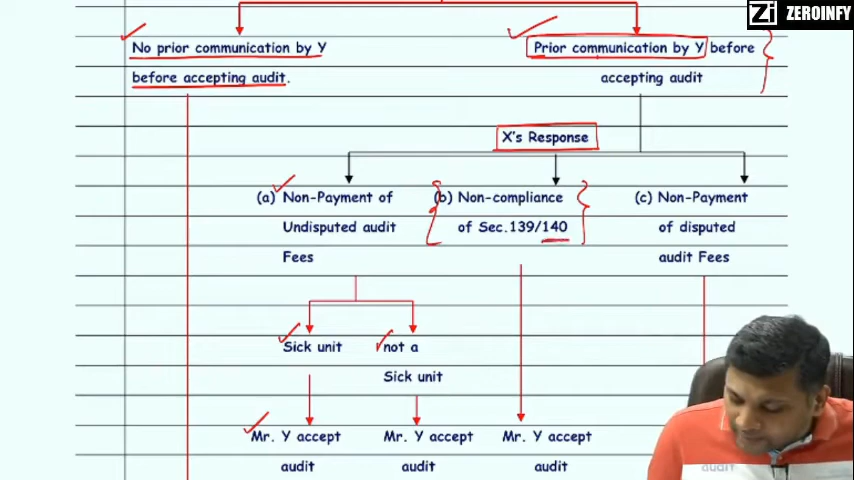 Zi ZEROINFY
No prior communication by Y
before accepting audit.
Prior communication by Y before
accepting audit
X's Response
(a) Non-Payment of
Undisputed audit
Fees
(b) Non-compliance
of Sec.139/140
(c) Non-Payment
of disputed
audit Fees
Sick unit
not a
Sick unit
Mr. Y accept
audit
Mr. Y accept
audit
Mr. Y accept
audit
audit